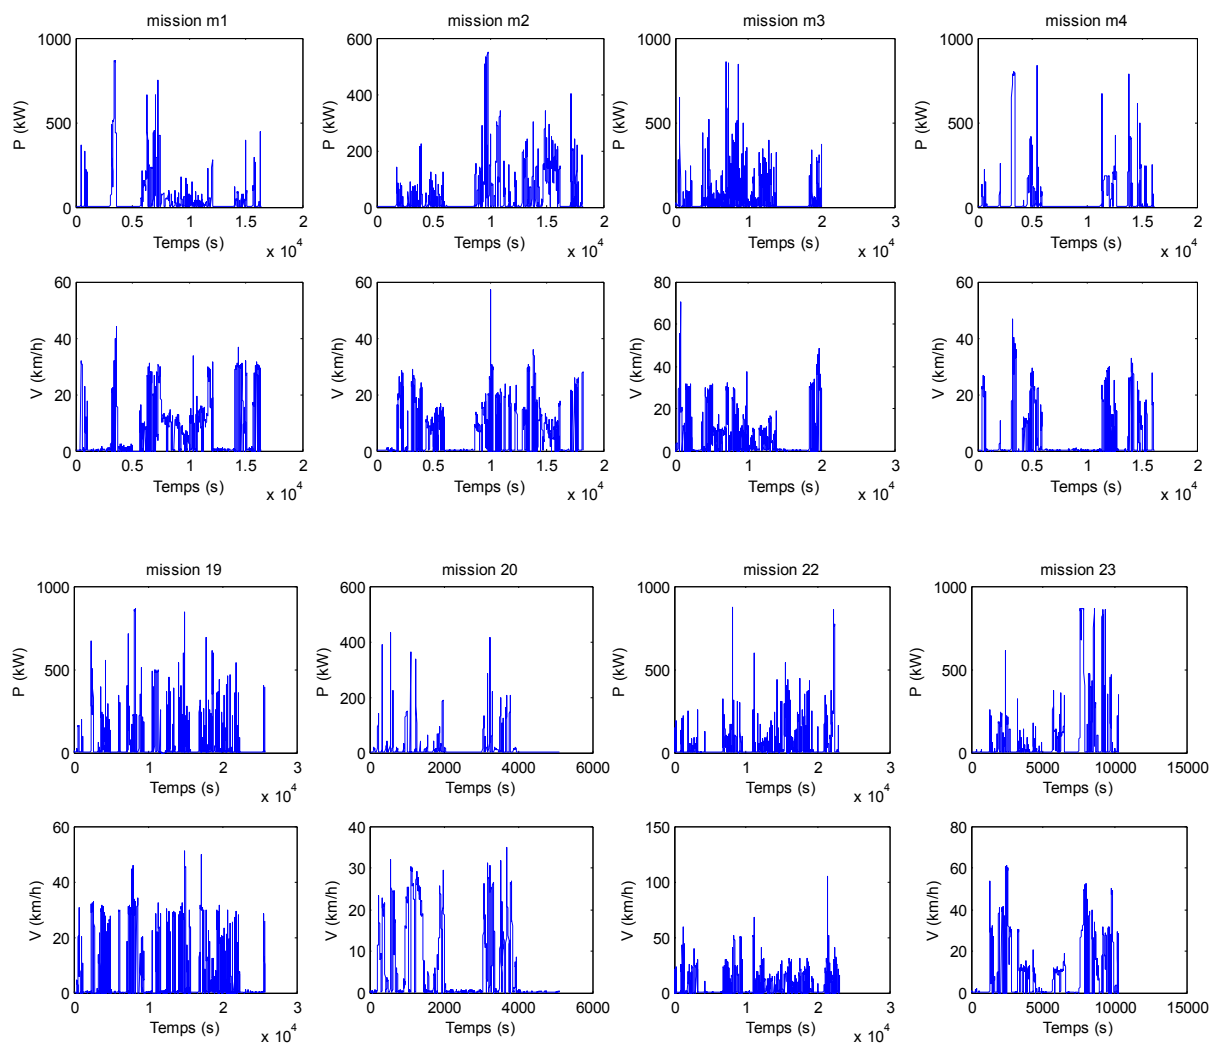 mission m1 mission m2 mission m3 mission m4
1000 600 1000 1000
P (kW) P (kW) P (kW) P (kW)
500 400 500 500
200
0 0 0 0
0 0.5 1 1.5 2 0 0.5 1 1.5 2 0 1 2 3 0 0.5 1 1.5 2
Temps (s) Temps (s) Temps (s) Temps (s)
x 10^4 x 10^4 x 10^4 x 10^4
60 60 80 60
V (km/h) V (km/h) V (km/h) V (km/h)
40 40 60 40
40
20 20 20 20
0 0 0 0
0 0.5 1 1.5 2 0 0.5 1 1.5 2 0 1 2 3 0 0.5 1 1.5 2
Temps (s) Temps (s) Temps (s) Temps (s)
x 10^4 x 10^4 x 10^4 x 10^4
mission 19 mission 20 mission 22 mission 23
1000 600 1000 1000
P (kW) P (kW) P (kW) P (kW)
500 400 500 500
200
0 0 0 0
0 1 2 3 0 2000 4000 6000 0 1 2 3 0 5000 10000 15000
Temps (s) Temps (s) Temps (s) Temps (s)
x 10^4 x 10^4
60 40 150 80
V (km/h) V (km/h) V (km/h) V (km/h)
40 30 100 60
20 40
20 10 50 20
0 0 0 0
0 1 2 3 0 2000 4000 6000 0 1 2 3 0 5000 10000 15000
Temps (s) Temps (s) Temps (s) Temps (s)
x 10^4 x 10^4